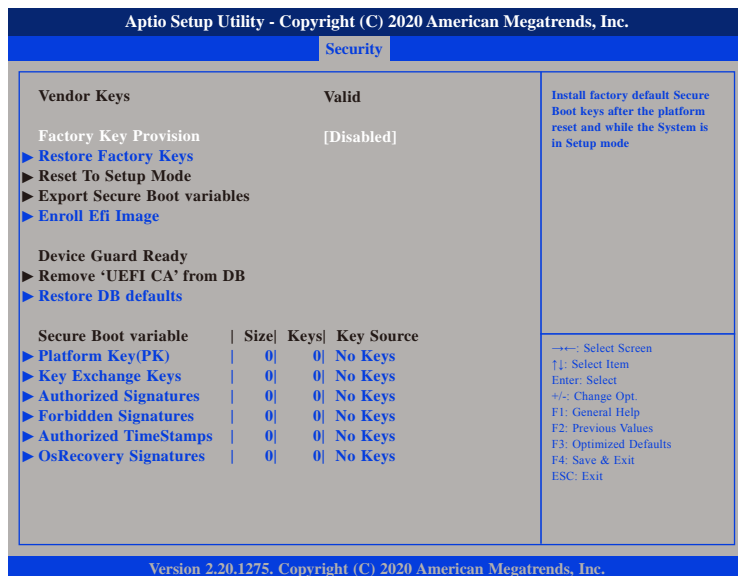 Aptio Setup Utility - Copyright (C) 2020 American Megatrends, Inc.
Security
Vendor Keys Valid
Factory Key Provision [Disabled]
▶ Restore Factory Keys
▶ Reset To Setup Mode
▶ Export Secure Boot variables
▶ Enroll Efi Image
Device Guard Ready
▶ Remove ‘UEFI CA’ from DB
▶ Restore DB defaults
Secure Boot variable | Size| Keys| Key Source
▶ Platform Key(PK) | 0| 0| No Keys
▶ Key Exchange Keys | 0| 0| No Keys
▶ Authorized Signatures | 0| 0| No Keys
▶ Forbidden Signatures | 0| 0| No Keys
▶ Authorized TimeStamps | 0| 0| No Keys
▶ OsRecovery Signatures | 0| 0| No Keys
Install factory default Secure
Boot keys after the platform
reset and while the System is
in Setup mode
→←: Select Screen
↑↓: Select Item
Enter: Select
+/-: Change Opt.
F1: General Help
F2: Previous Values
F3: Optimized Defaults
F4: Save & Exit
ESC: Exit
Version 2.20.1275. Copyright (C) 2020 American Megatrends, Inc.